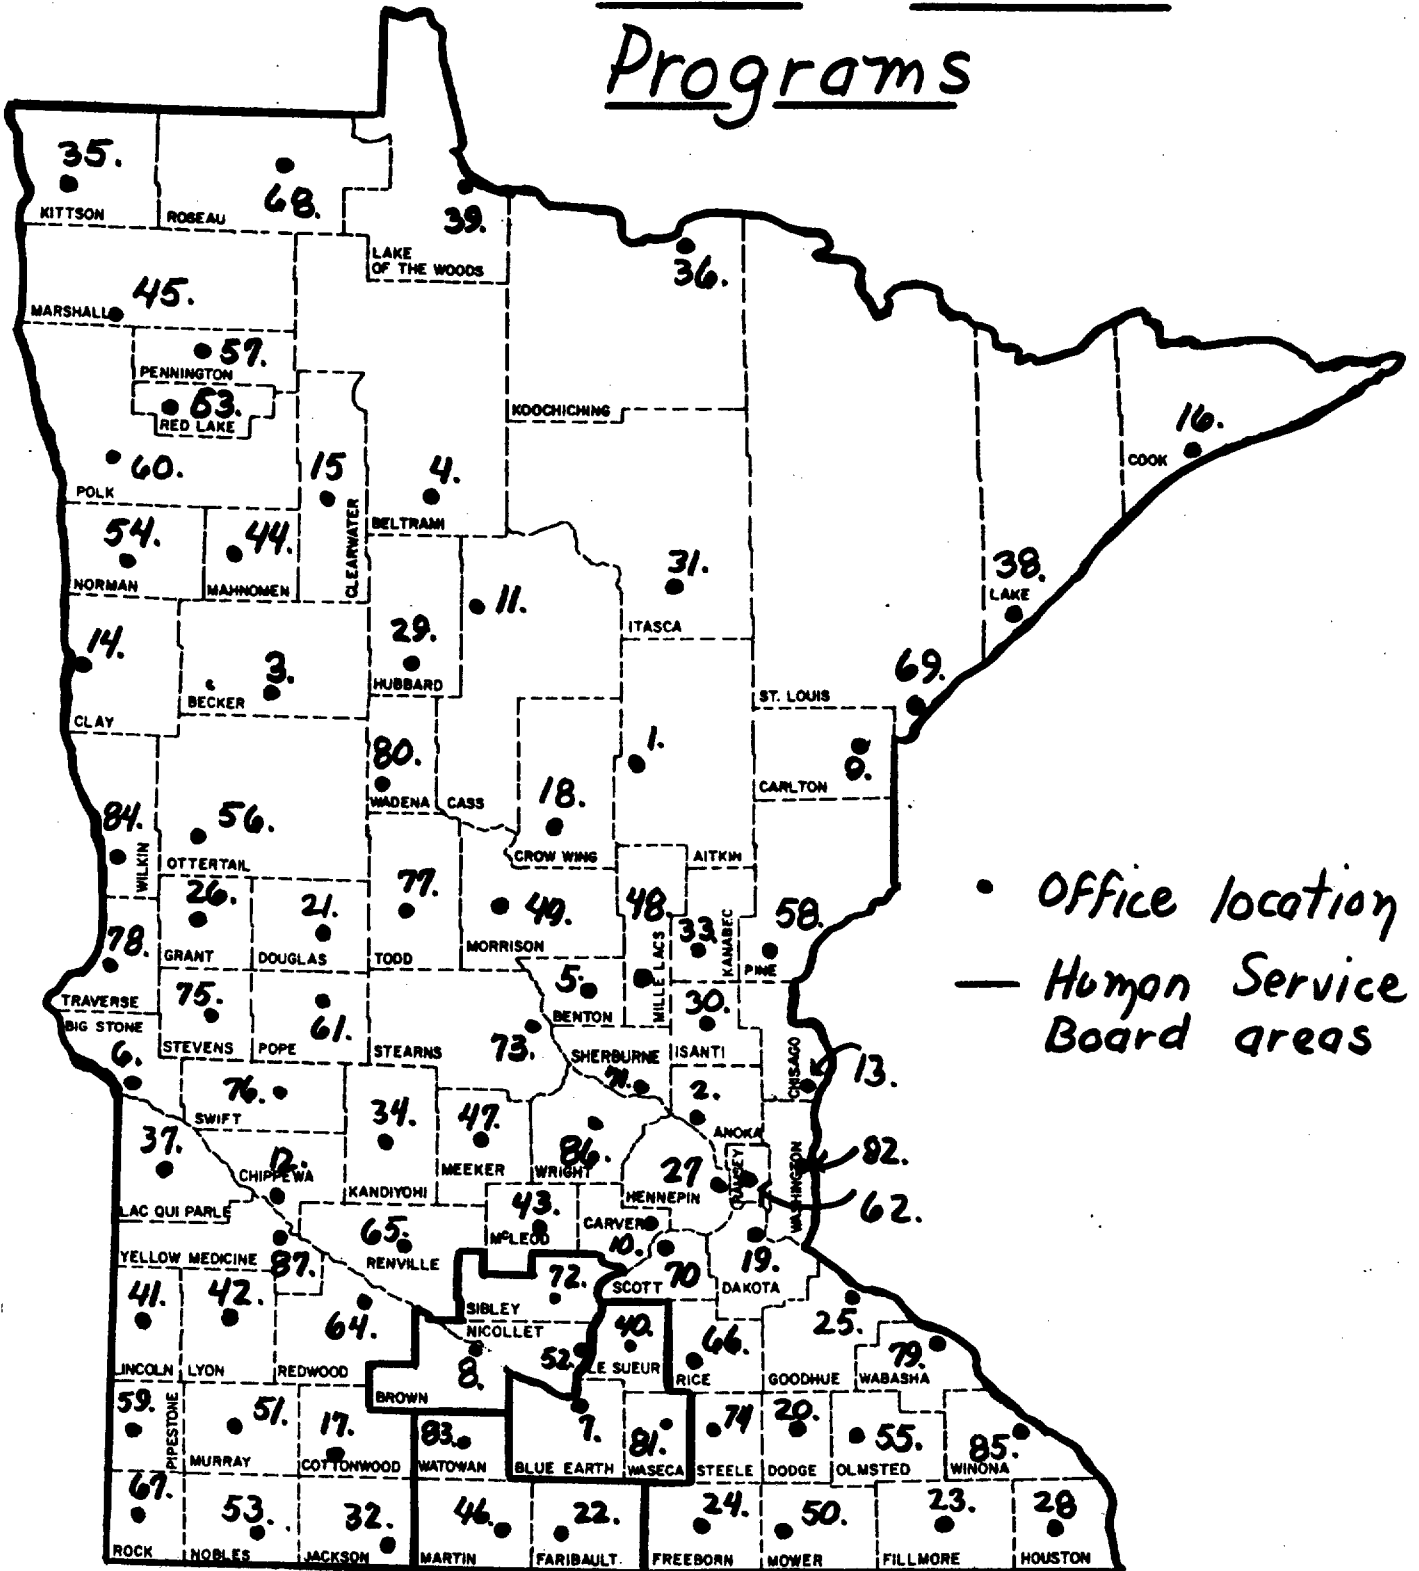 Programs
35.
KITTSON
68.
ROSEAU
39.
LAKE
OF THE WOODS
36.
KOOCHICHING
45.
MARSHALL
57.
PENNINGTON
63.
RED LAKE
60.
POLK
15
CLEARWATER
4.
BELTRAMI
16.
COOK
54.
NORMAN
44.
MAHNOMEN
11.
31.
ITASCA
38.
LAKE
14.
CLAY
3.
BECKER
29.
HUBBARD
69.
ST. LOUIS
80.
WADENA
CASS
18.
CROW WING
1.
AITKIN
9.
CARLTON
84.
WILKIN
56.
OTTERTAIL
26.
GRANT
21.
DOUGLAS
77.
TODD
49.
MORRISON
48
MILLE LACS
33
KANABEC
58.
PINE
• Office location
— Human Service
Board areas
78.
TRAVERSE
BIG STONE
6.
75.
STEVENS
61.
POPE
STEARNS
73.
5.
BENTON
SHERBURNE
71.
30.
ISANTI
CHISAGO
13.
76.
SWIFT
34.
KANDIYOHI
47.
MEEKER
86.
WRIGHT
2.
ANOKA
27
HENNEPIN
RAMSEY
WASHINGTON
82.
62.
37.
LAC QUI PARLE
12.
CHIPPEWA
YELLOW MEDICINE
87.
65.
RENVILLE
43.
McLEOD
CARVER
10.
70
SCOTT
19.
DAKOTA
41.
LINCOLN
42.
LYON
64.
REDWOOD
72.
SIBLEY
NICOLLET
52.
8.
BROWN
40.
LE SUEUR
66.
RICE
25.
GOODHUE
79.
WABASHA
59.
PIPESTONE
51.
MURRAY
17.
COTTONWOOD
83.
WATOWAN
7.
BLUE EARTH
81.
WASECA
74
STEELE
20.
DODGE
55.
OLMSTED
85.
WINONA
67.
ROCK
53.
NOBLES
32.
JACKSON
46.
MARTIN
22.
FARIBAULT
24.
FREEBORN
50.
MOWER
23.
FILLMORE
28
HOUSTON